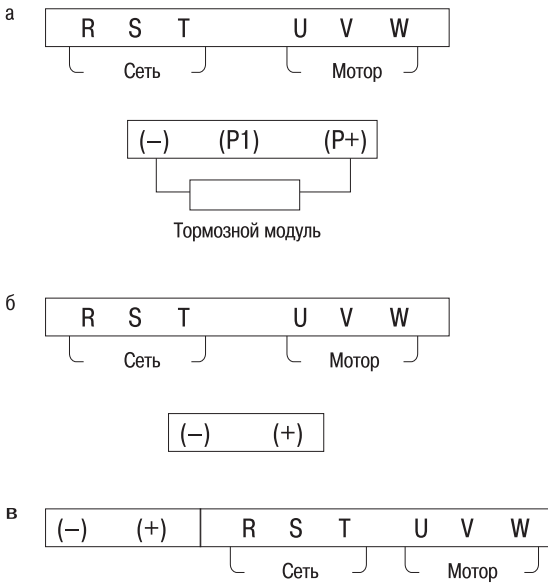 а
R S T U V W
Сеть Мотор
(–) (P1) (P+)
Тормозной модуль
б
R S T U V W
Сеть Мотор
(–) (+)
в
(–) (+) R S T U V W
Сеть Мотор